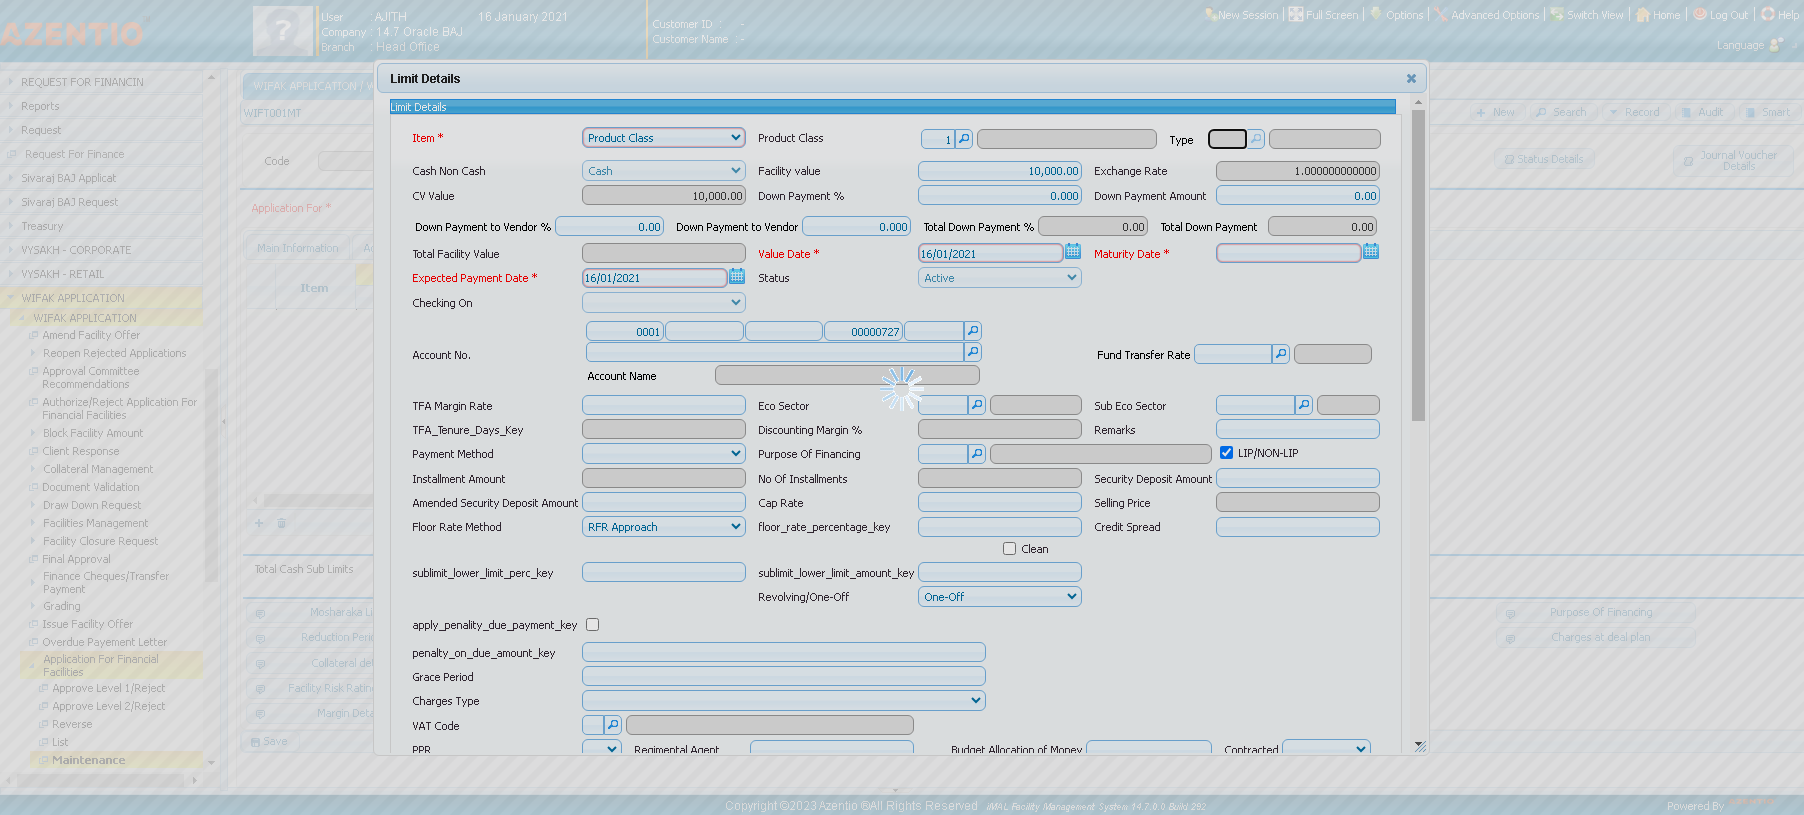 AZENTIO
User AJITH 16 January 2021
Company : 14.7 Oracle BAJ
Branch : Head Office
Customer ID : -
Customer Name : -
New Session Full Screen Options Advanced Options Switch View Home Log Out Help
Language
REQUEST FOR FINANCIN
Reports
Request
Request For Finance
Sivaraj BAJ Applicat
Sivaraj BAJ Request
Treasury
VYSAKH - CORPORATE
VYSAKH - RETAIL
WIFAK APPLICATION
WIFAK APPLICATION
Amend Facility Offer
Reopen Rejected Applications
Approval Committee
Recommendations
Authorize/Reject Application For
Financial Facilities
Block Facility Amount
Client Response
Collateral Management
Document Validation
Draw Down Request
Facilities Management
Facility Closure Request
Final Approval
Finance Cheques/Transfer
Payment
Grading
Issue Facility Offer
Overdue Payement Letter
Application For Financial
Facilities
Approve Level 1/Reject
Approve Level 2/Reject
Reverse
List
Maintenance
WIFAK APPLICATION / W
WIFT001MT
New Search Record Audit Smart
Code
Status Details
Journal Voucher
Details
Application For *
Main Information
Item
Total Cash Sub Limits
Mosharaka Li
Reduction Peri
Collateral de
Facility Risk Rating
Margin Deta
Save
Purpose Of Financing
Charges at deal plan
Limit Details
Limit Details
Item * Product Class Product Class 1 Type
Cash Non Cash Cash Facility value 10,000.00 Exchange Rate 1.000000000000
CV Value 10,000.00 Down Payment % 0.000 Down Payment Amount 0.00
Down Payment to Vendor % 0.00 Down Payment to Vendor 0.000 Total Down Payment % 0.00 Total Down Payment 0.00
Total Facility Value Value Date * 16/01/2021 Maturity Date *
Expected Payment Date * 16/01/2021 Status Active
Checking On
0001 00000727
Account No. Fund Transfer Rate
Account Name
TFA Margin Rate Eco Sector Sub Eco Sector
TFA_Tenure_Days_Key Discounting Margin % Remarks
Payment Method Purpose Of Financing LIP/NON-LIP
Installment Amount No Of Installments Security Deposit Amount
Amended Security Deposit Amount Cap Rate Selling Price
Floor Rate Method RFR Approach floor_rate_percentage_key Credit Spread
Clean
sublimit_lower_limit_perc_key sublimit_lower_limit_amount_key
Revolving/One-Off One-Off
apply_penality_due_payment_key
penalty_on_due_amount_key
Grace Period
Charges Type
VAT Code
PPR Regimental Agent Budget Allocation of Money Contracted
Copyright ©2023 Azentio ®All Rights Reserved IMAL Facility Management System 14.7.0.0 Build 292
Powered By